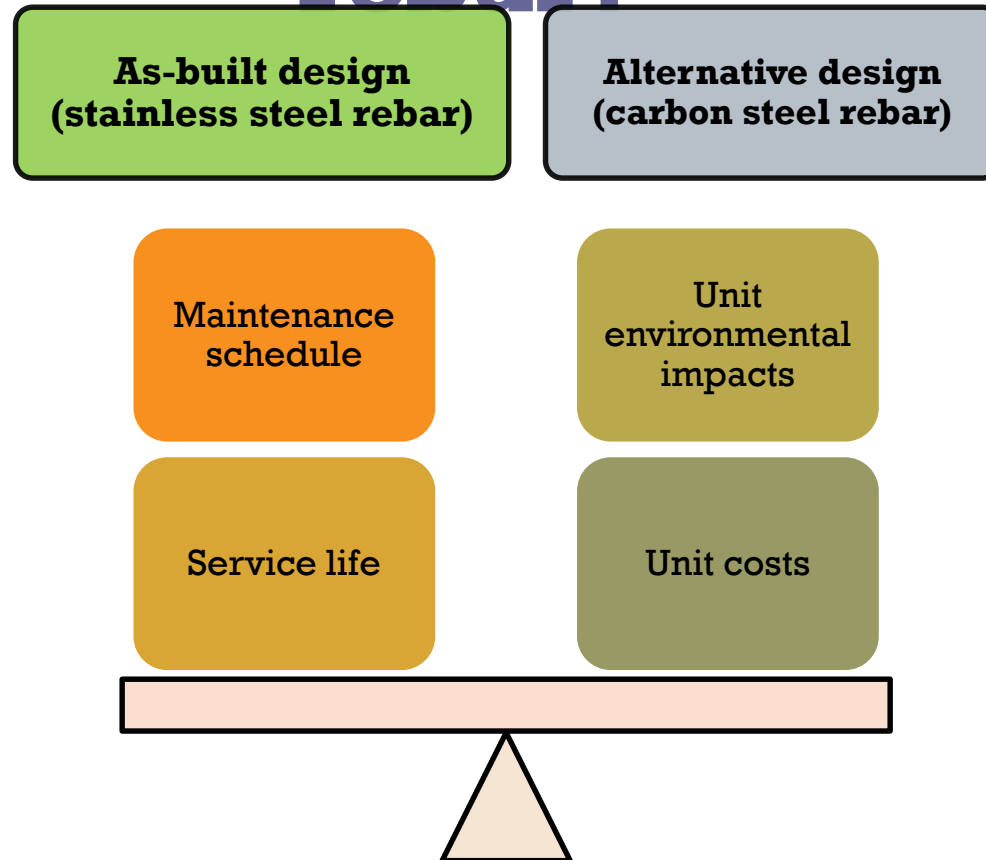 As-built design
(stainless steel rebar)
Alternative design
(carbon steel rebar)
Maintenance
schedule
Unit
environmental
impacts
Service life
Unit costs